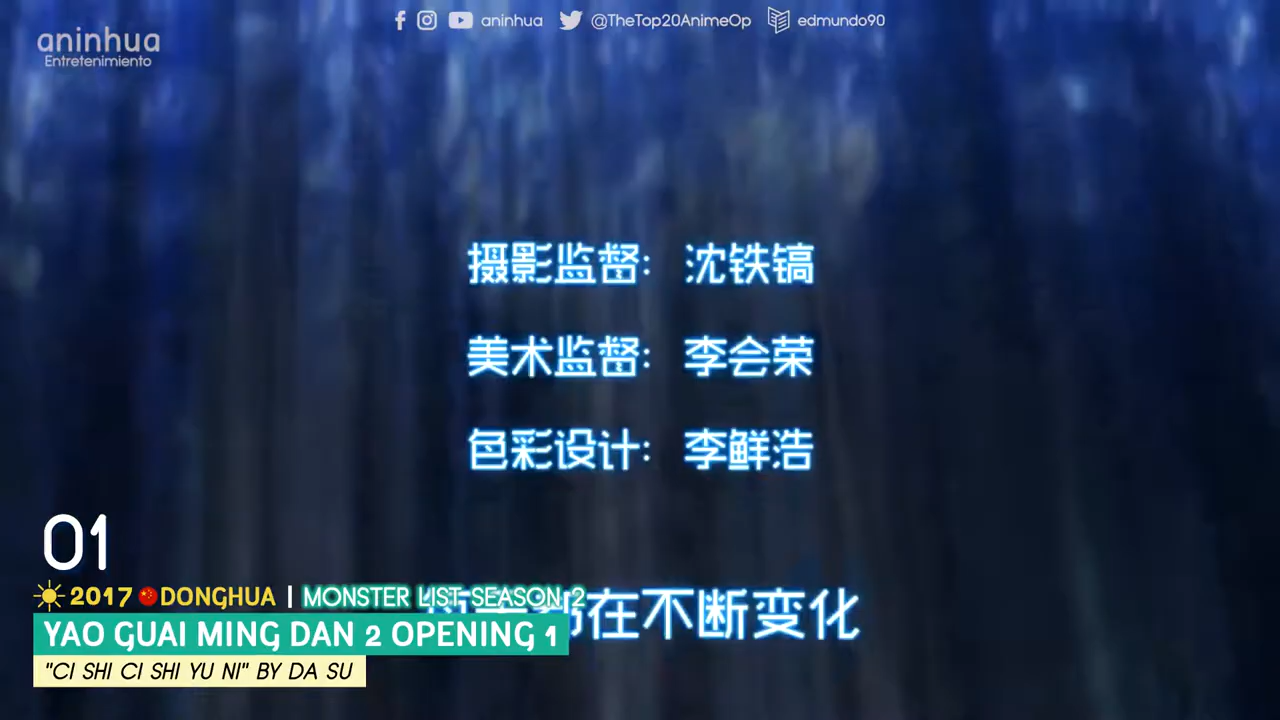 aninhua @TheTop20AnimeOp edmundo90
aninhua
Entretenimiento
摄影监督: 沈铁镐
美术监督: 李会荣
色彩设计: 李鲜浩
01
2017 DONGHUA | MONSTER LIST SEASON 2
都在不断变化
YAO GUAI MING DAN 2 OPENING 1
"CI SHI CI SHI YU NI" BY DA SU